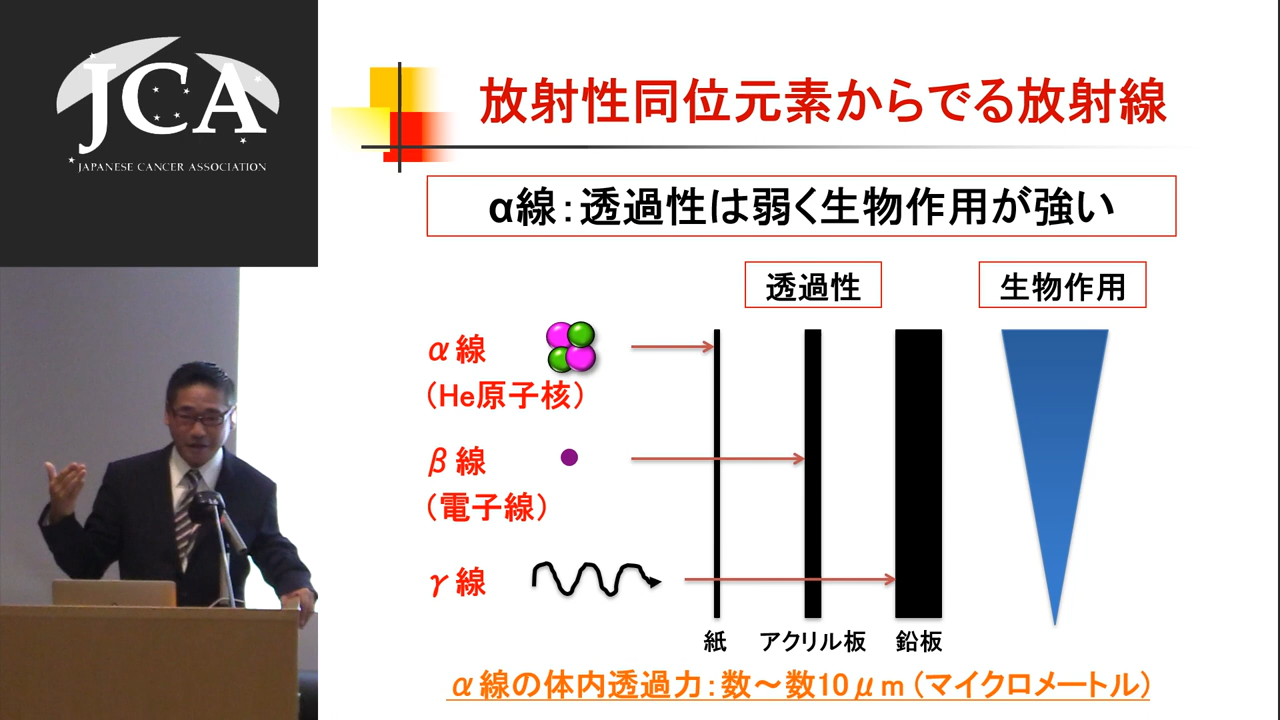 JCA
JAPANESE CANCER ASSOCIATION
放射性同位元素からでる放射線
α線：透過性は弱く生物作用が強い
透過性
生物作用
α線
（He原子核）
β線
（電子線）
γ線
紙
アクリル板
鉛板
α線の体内透過力：数～数10μm（マイクロメートル）